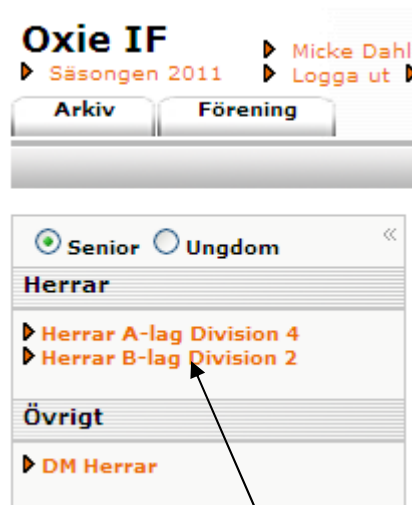 Oxie IF
Micke Dahl
Säsongen 2011
Logga ut
Arkiv
Förening
«
Senior Ungdom
Herrar
Herrar A-lag Division 4
Herrar B-lag Division 2
Övrigt
DM Herrar